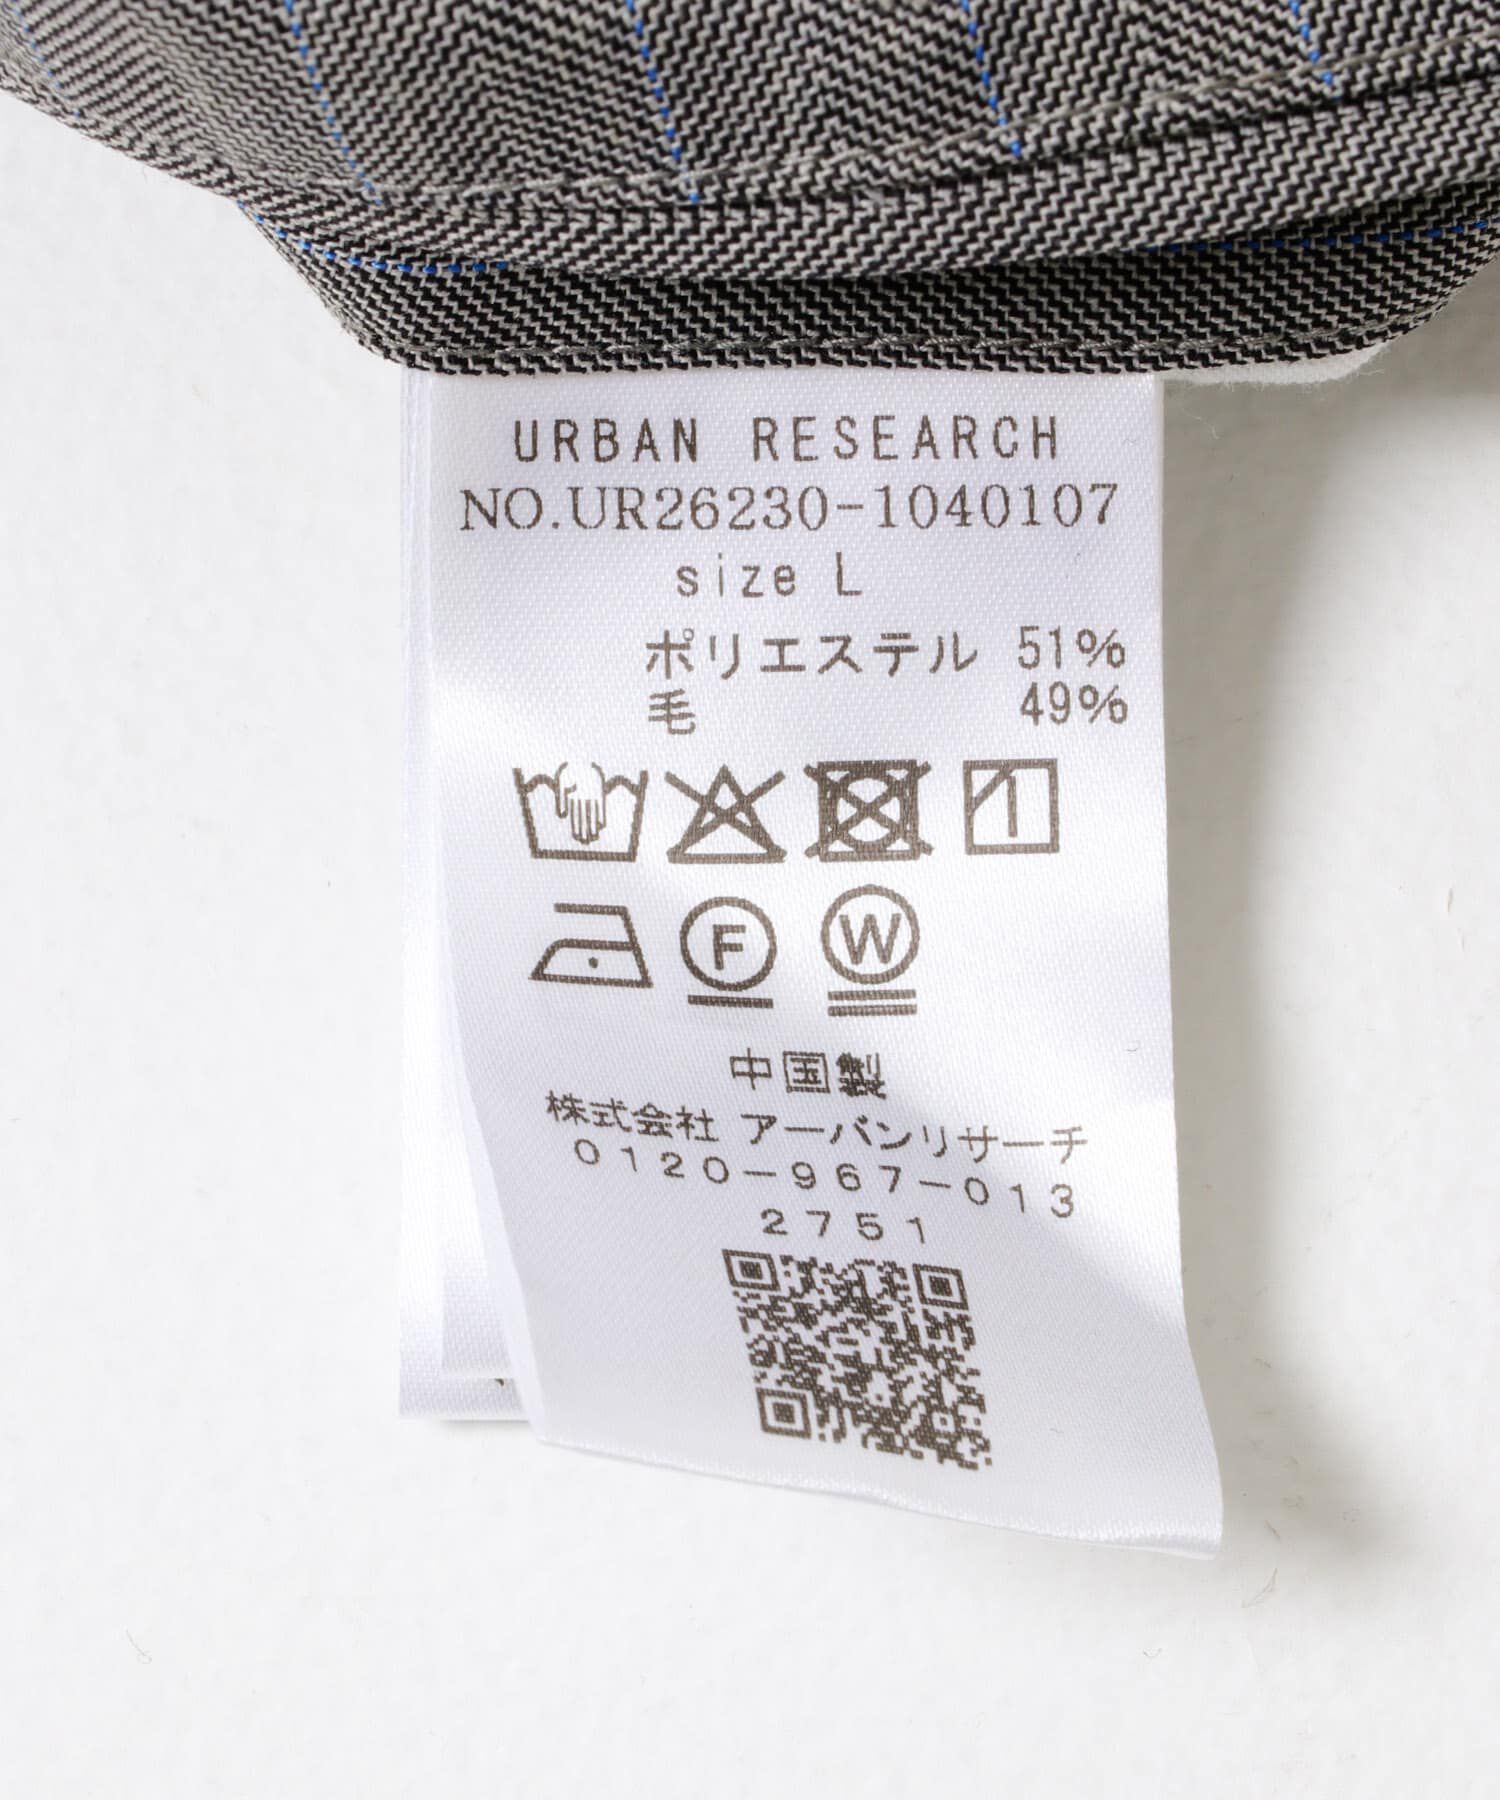 URBAN RESEARCH
NO.UR26230-1040107
size L
ポリエステル 51%
毛 49%
F W
中国製
株式会社 アーバンリサーチ
0120-967-013
2751